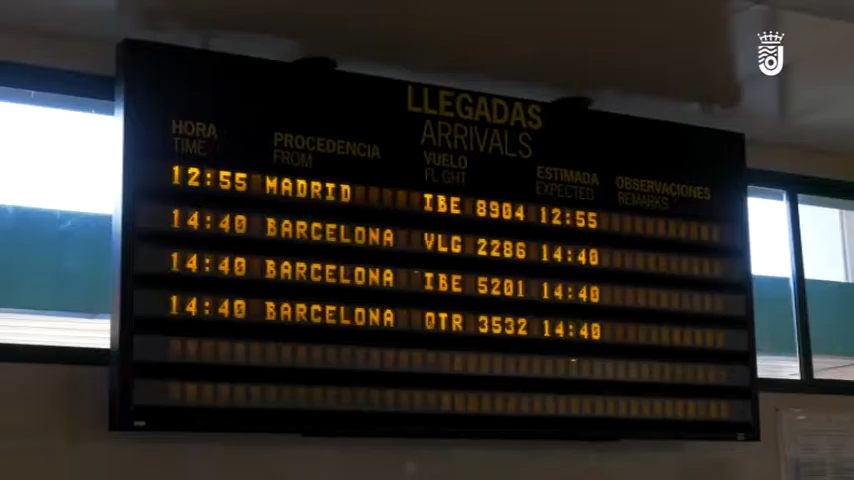 LLEGADAS
ARRIVALS
HORA PROCEDENCIA VUELO ESTIMADA OBSERVACIONES
TIME FROM FLIGHT EXPECTED REMARKS
12:55 MADRID IBE 8904 12:55
14:40 BARCELONA VLG 2286 14:40
14:40 BARCELONA IBE 5201 14:40
14:40 BARCELONA QTR 3532 14:40